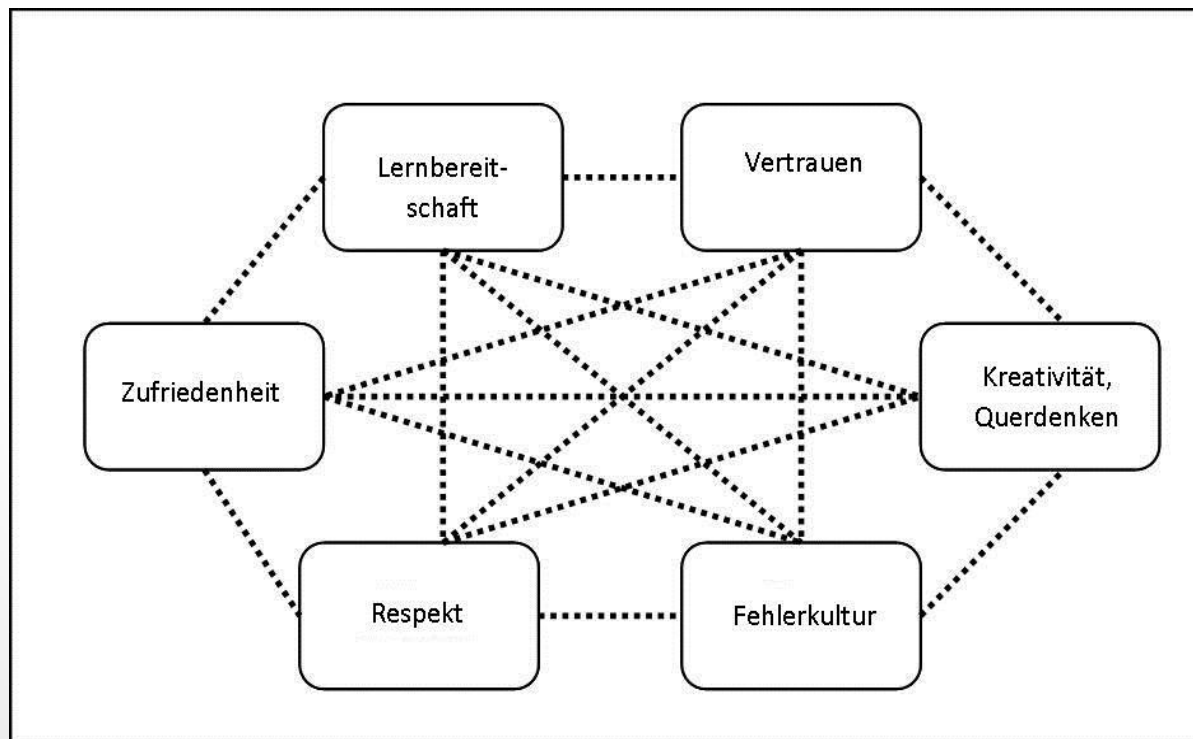 Lernbereit-
schaft
Vertrauen
Zufriedenheit
Kreativität,
Querdenken
Respekt
Fehlerkultur